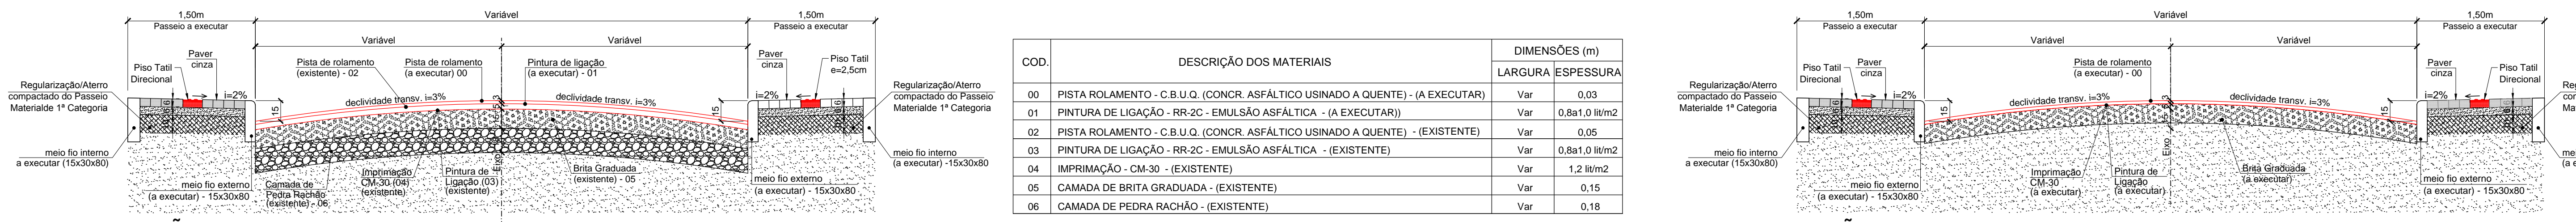 1,50m
Variável
1,50m
Passeio a executar
Passeio a executar
Variável
Variável
Paver
cinza
Piso Tatil
Direcional
Pista de rolamento
(existente) - 02
Pista de rolamento
(a executar) 00
Pintura de ligação
(a executar) - 01
Paver
cinza
Piso Tatil
e=2,5cm
Regularização/Aterro
compactado do Passeio
Materialde 1ª Categoria
i=2%
15
declividade transv. i=3%
declividade transv. i=3%
15
i=2%
Regularização/Aterro
compactado do Passeio
Materialde 1ª Categoria
Eixo
meio fio interno
a executar (15x30x80)
meio fio externo
(a executar) - 15x30x80
Camada de
Pedra Rachão
(existente) - 06
Imprimação
CM-30 (04)
(existente)
Pintura de
Ligação (03)
(existente)
Brita Graduada
(existente) - 05
meio fio externo
(a executar) - 15x30x80
meio fio interno
(a executar) -15x30x80
COD.
DESCRIÇÃO DOS MATERIAIS
DIMENSÕES (m)
LARGURA ESPESSURA
00 PISTA ROLAMENTO - C.B.U.Q. (CONCR. ASFÁLTICO USINADO A QUENTE) - (A EXECUTAR) Var 0,03
01 PINTURA DE LIGAÇÃO - RR-2C - EMULSÃO ASFÁLTICA - (A EXECUTAR)) Var 0,8a1,0 lit/m2
02 PISTA ROLAMENTO - C.B.U.Q. (CONCR. ASFÁLTICO USINADO A QUENTE) - (EXISTENTE) Var 0,05
03 PINTURA DE LIGAÇÃO - RR-2C - EMULSÃO ASFÁLTICA - (EXISTENTE) Var 0,8a1,0 lit/m2
04 IMPRIMAÇÃO - CM-30 - (EXISTENTE) Var 1,2 lit/m2
05 CAMADA DE BRITA GRADUADA - (EXISTENTE) Var 0,15
06 CAMADA DE PEDRA RACHÃO - (EXISTENTE) Var 0,18
1,50m
Variável
1,50m
Passeio a executar
Passeio a executar
Variável
Variável
Piso Tatil
Direcional
Paver
cinza
Pista de rolamento
(a executar) - 00
Paver
cinza
Piso Tatil
Direcional
Regularização/Aterro
compactado do Passeio
Materialde 1ª Categoria
i=2%
15
declividade transv. i=3%
declividade transv. i=3%
15
i=2%
Eixo
meio fio interno
a executar (15x30x80)
meio fio externo
(a executar) - 15x30x80
Imprimação
CM-30
(a executar)
Pintura de
Ligação
(a executar)
Brita Graduada
(a executar)
meio fio externo
(a executar) - 15x30x80